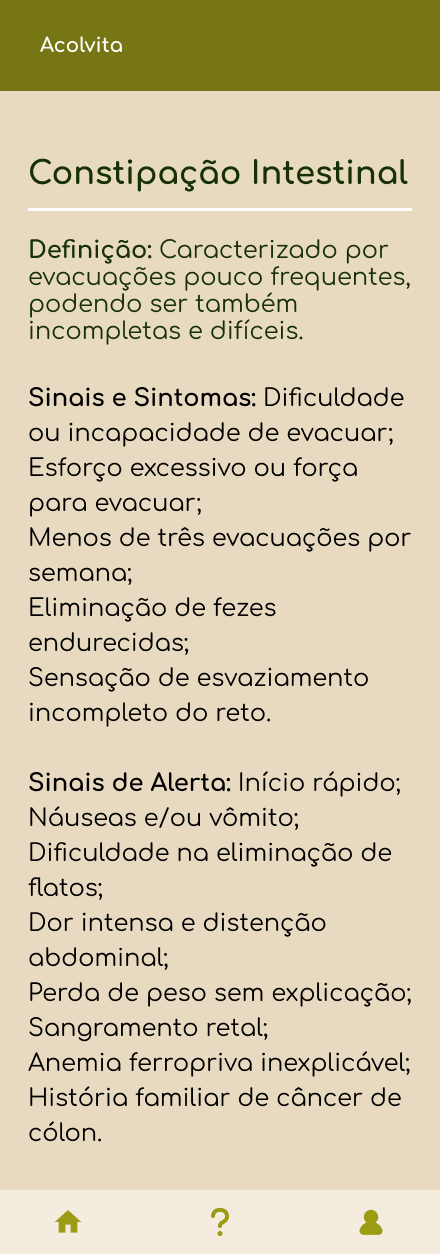 Acolvita
Constipação Intestinal
Definição: Caracterizado por
evacuações pouco frequentes,
podendo ser também
incompletas e difíceis.
Sinais e Sintomas: Dificuldade
ou incapacidade de evacuar;
Esforço excessivo ou força
para evacuar;
Menos de três evacuações por
semana;
Eliminação de fezes
endurecidas;
Sensação de esvaziamento
incompleto do reto.
Sinais de Alerta: Início rápido;
Náuseas e/ou vômito;
Dificuldade na eliminação de
flatos;
Dor intensa e distenção
abdominal;
Perda de peso sem explicação;
Sangramento retal;
Anemia ferropriva inexplicável;
História familiar de câncer de
cólon.
?